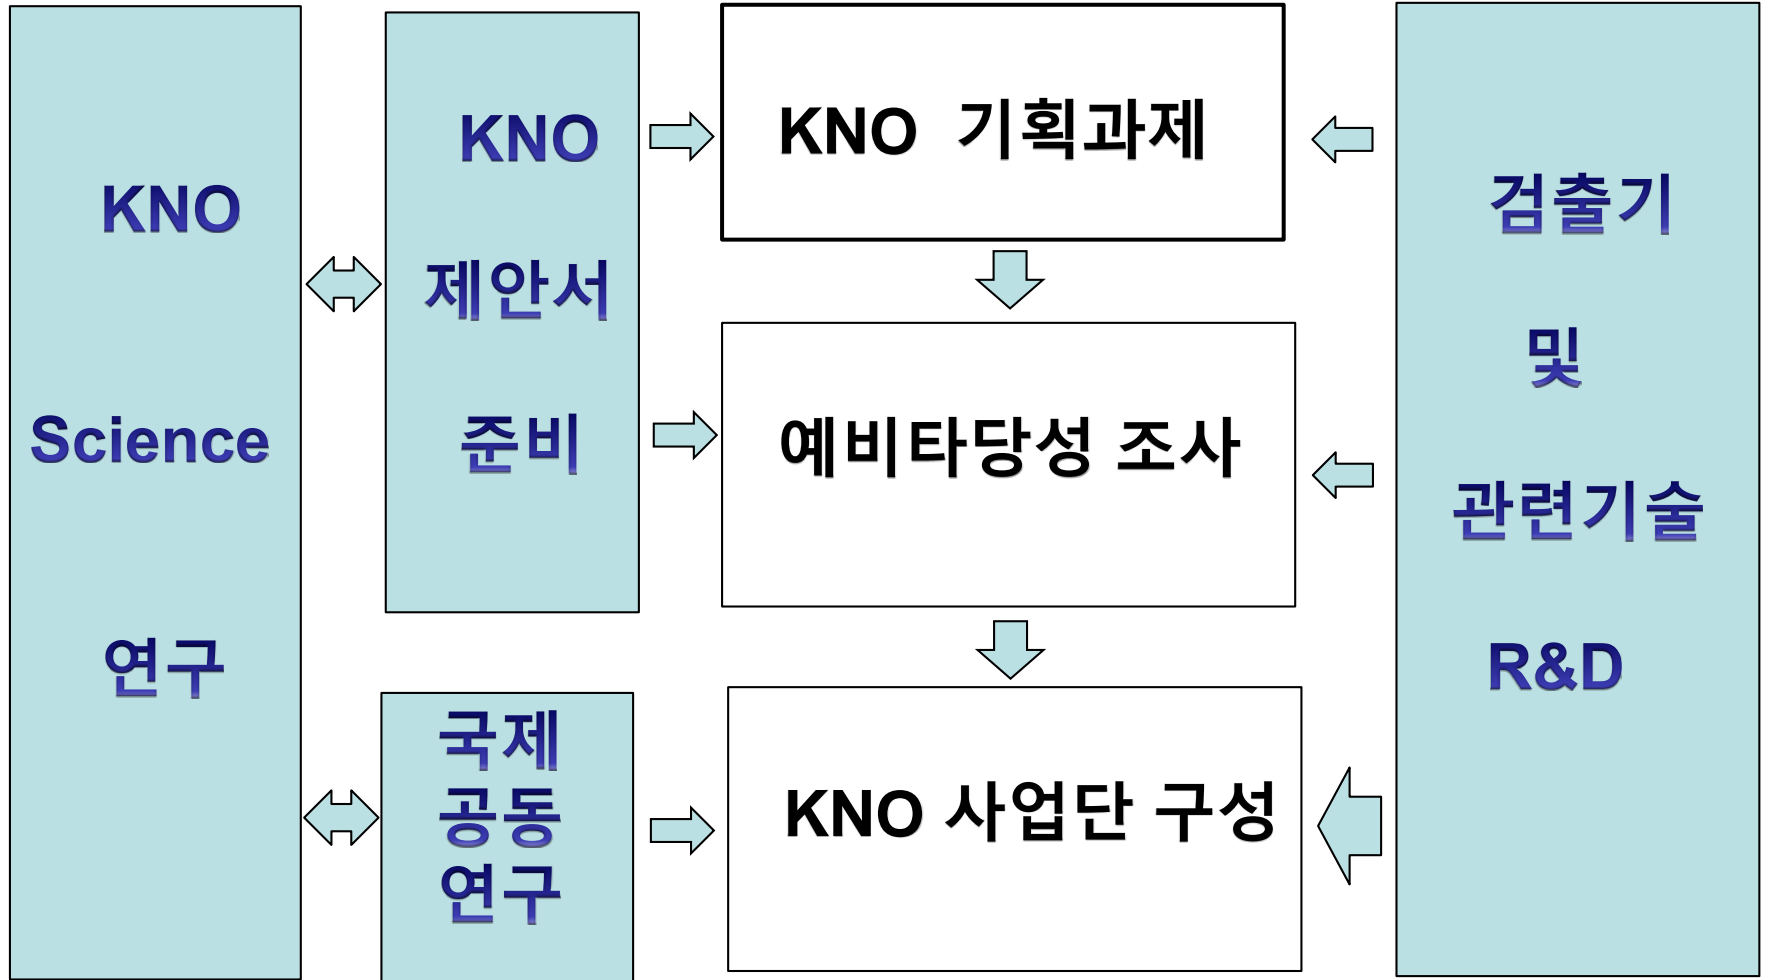 KNO
Science
연구
KNO
제안서
준비
국제
공동
연구
KNO 기획과제
예비타당성 조사
KNO 사업단 구성
검출기
및
관련기술
R&D